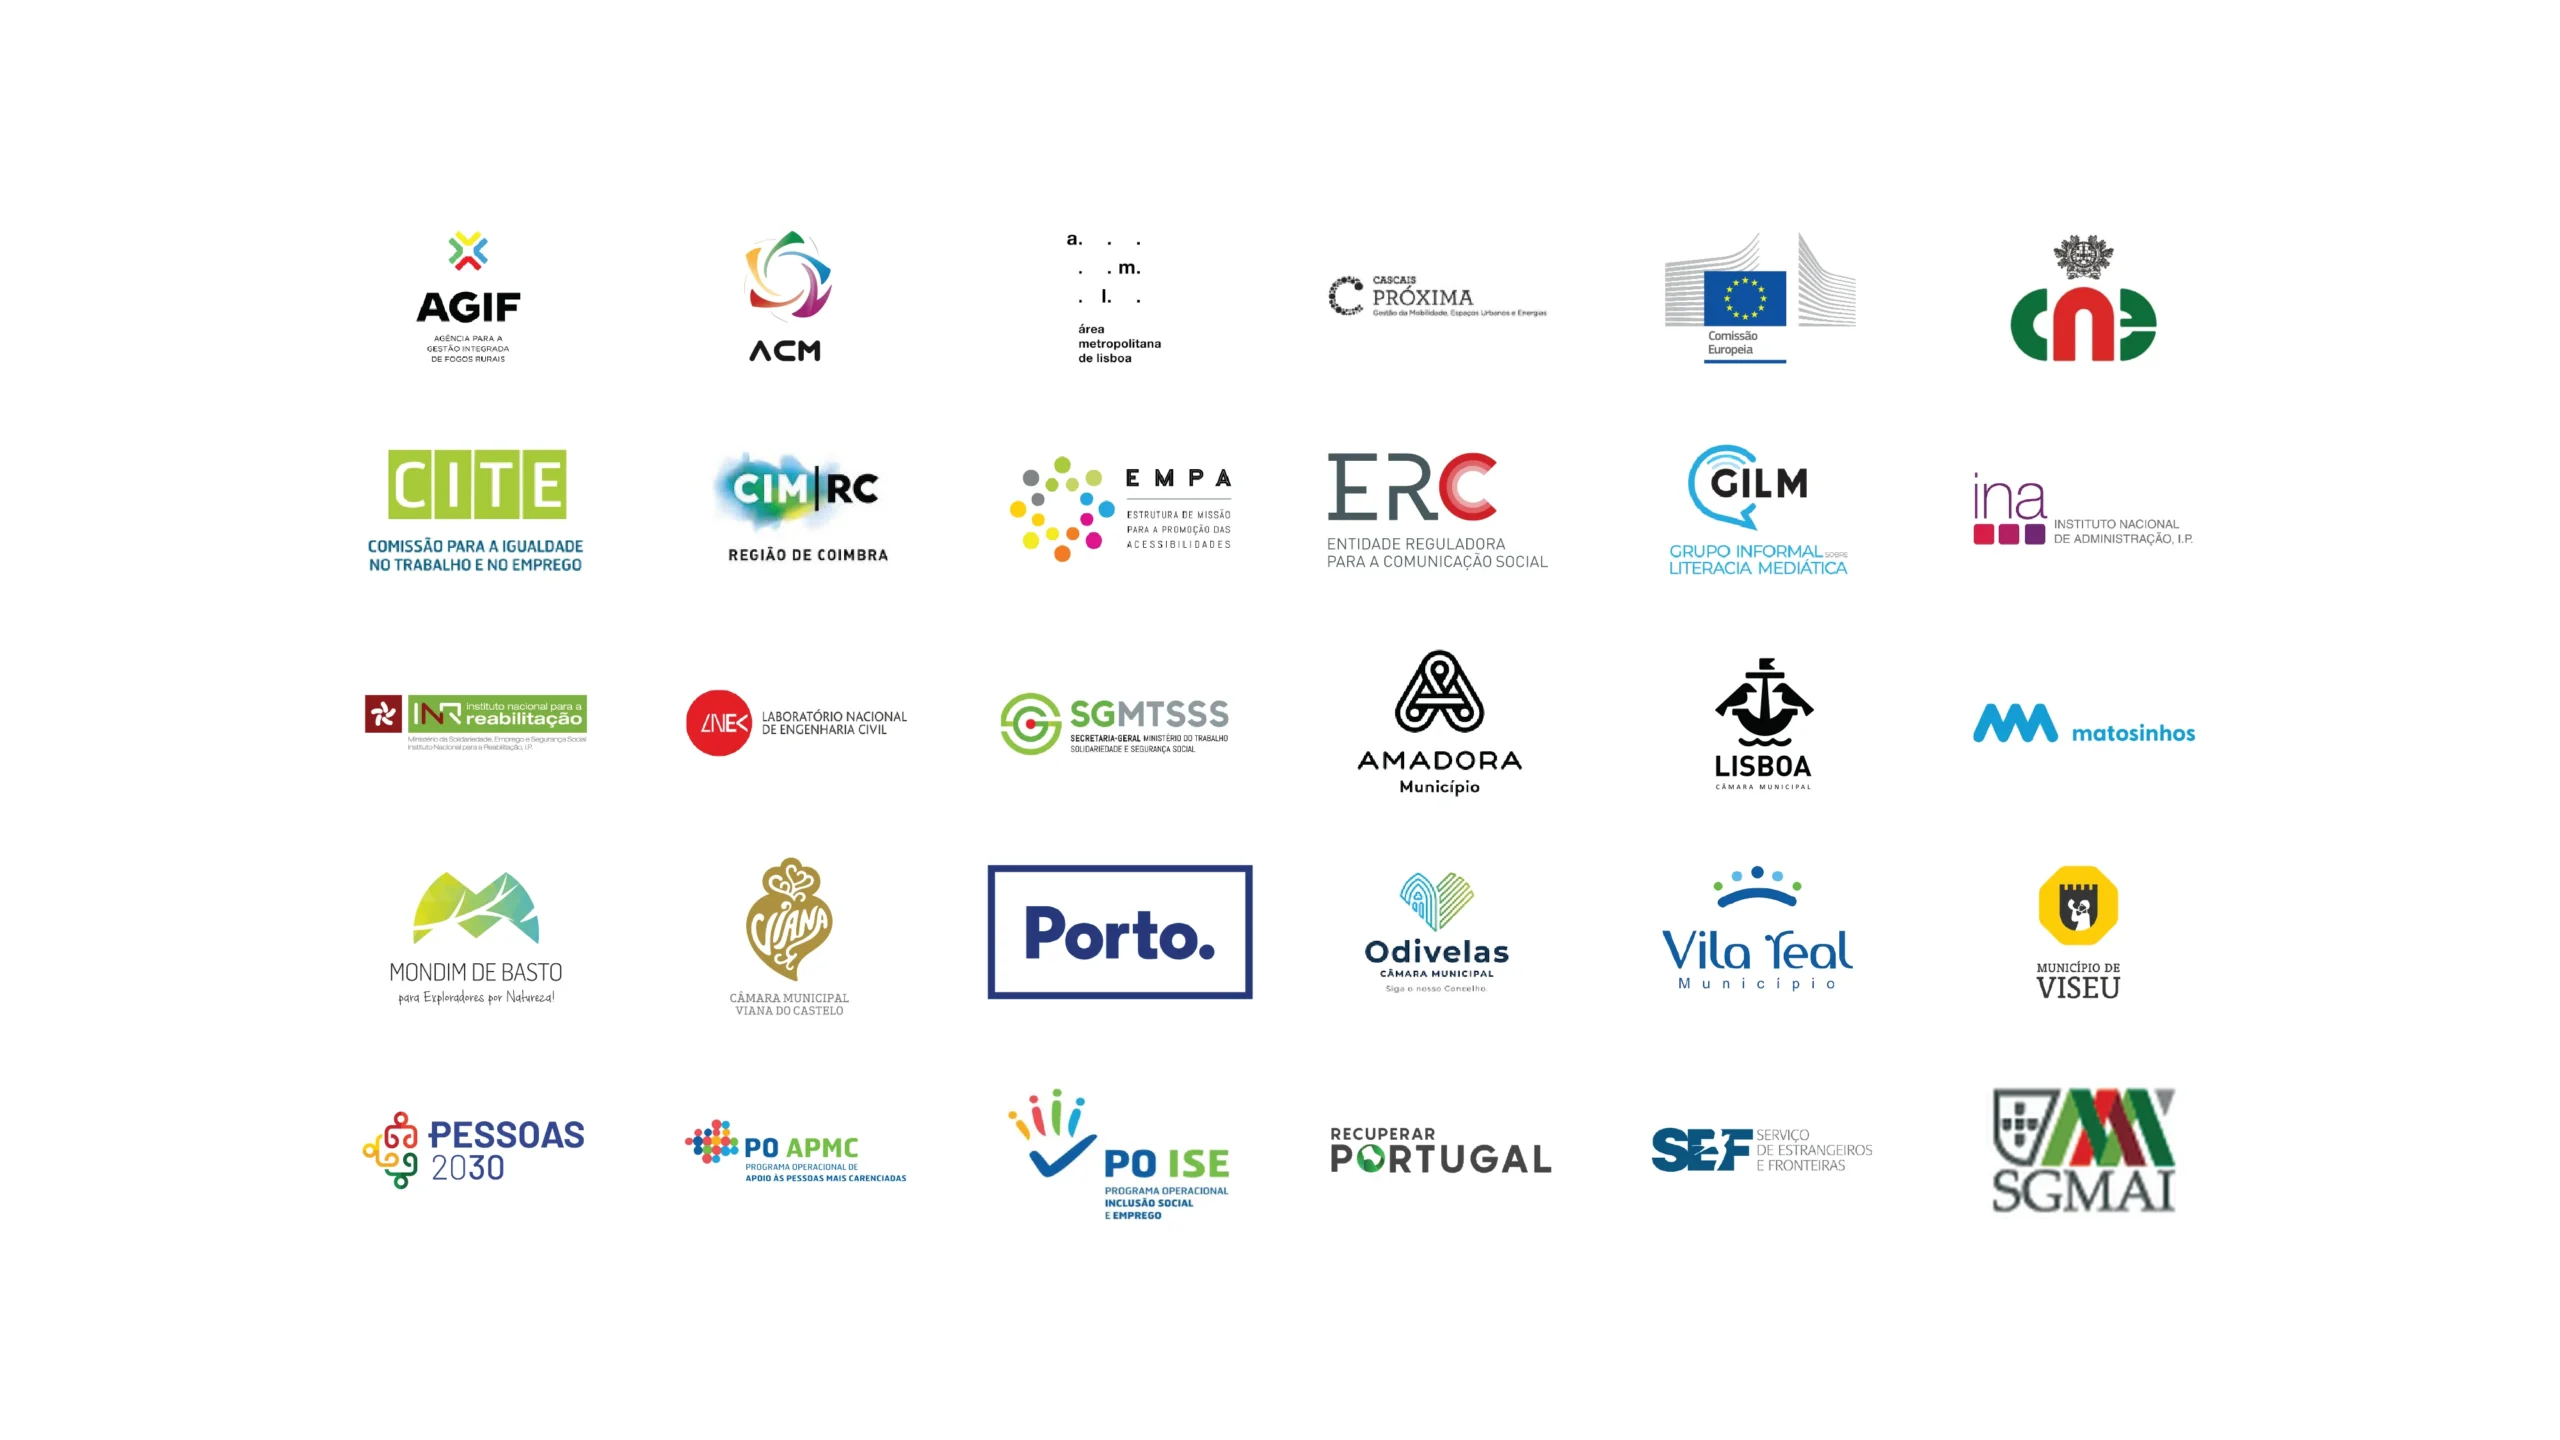 AGIF
AGÊNCIA PARA A
GESTÃO INTEGRADA
DE FOGOS RURAIS
ACM
a. . .
. . m.
. l. .
área
metropolitana
de lisboa
CASCAIS
PRÓXIMA
Gestão da Mobilidade, Espaços Urbanos e Energias
Comissão
Europeia
cne
CITE
COMISSÃO PARA A IGUALDADE
NO TRABALHO E NO EMPREGO
CIM|RC
REGIÃO DE COIMBRA
EMPA
ESTRUTURA DE MISSÃO
PARA A PROMOÇÃO DAS
ACESSIBILIDADES
ERC
ENTIDADE REGULADORA
PARA A COMUNICAÇÃO SOCIAL
GILM
GRUPO INFORMAL SOBRE
LITERACIA MEDIÁTICA
ina
INSTITUTO NACIONAL
DE ADMINISTRAÇÃO, I.P.
INR
instituto nacional para a
reabilitação
Ministério da Solidariedade, Emprego e Segurança Social
Instituto Nacional para a Reabilitação, I.P.
LNEC
LABORATÓRIO NACIONAL
DE ENGENHARIA CIVIL
SGMTSSS
SECRETARIA-GERAL MINISTÉRIO DO TRABALHO
SOLIDARIEDADE E SEGURANÇA SOCIAL
AMADORA
Município
LISBOA
CÂMARA MUNICIPAL
matosinhos
MONDIM DE BASTO
para Exploradores por Natureza!
VIANA
CÂMARA MUNICIPAL
VIANA DO CASTELO
Porto.
Odivelas
CÂMARA MUNICIPAL
Siga o nosso Concelho.
Vila Real
Município
MUNICÍPIO DE
VISEU
PESSOAS
2030
PO APMC
PROGRAMA OPERACIONAL DE
APOIO ÀS PESSOAS MAIS CARENCIADAS
PO ISE
PROGRAMA OPERACIONAL
INCLUSÃO SOCIAL
E EMPREGO
RECUPERAR
PORTUGAL
SEF
SERVIÇO
DE ESTRANGEIROS
E FRONTEIRAS
SGMAI